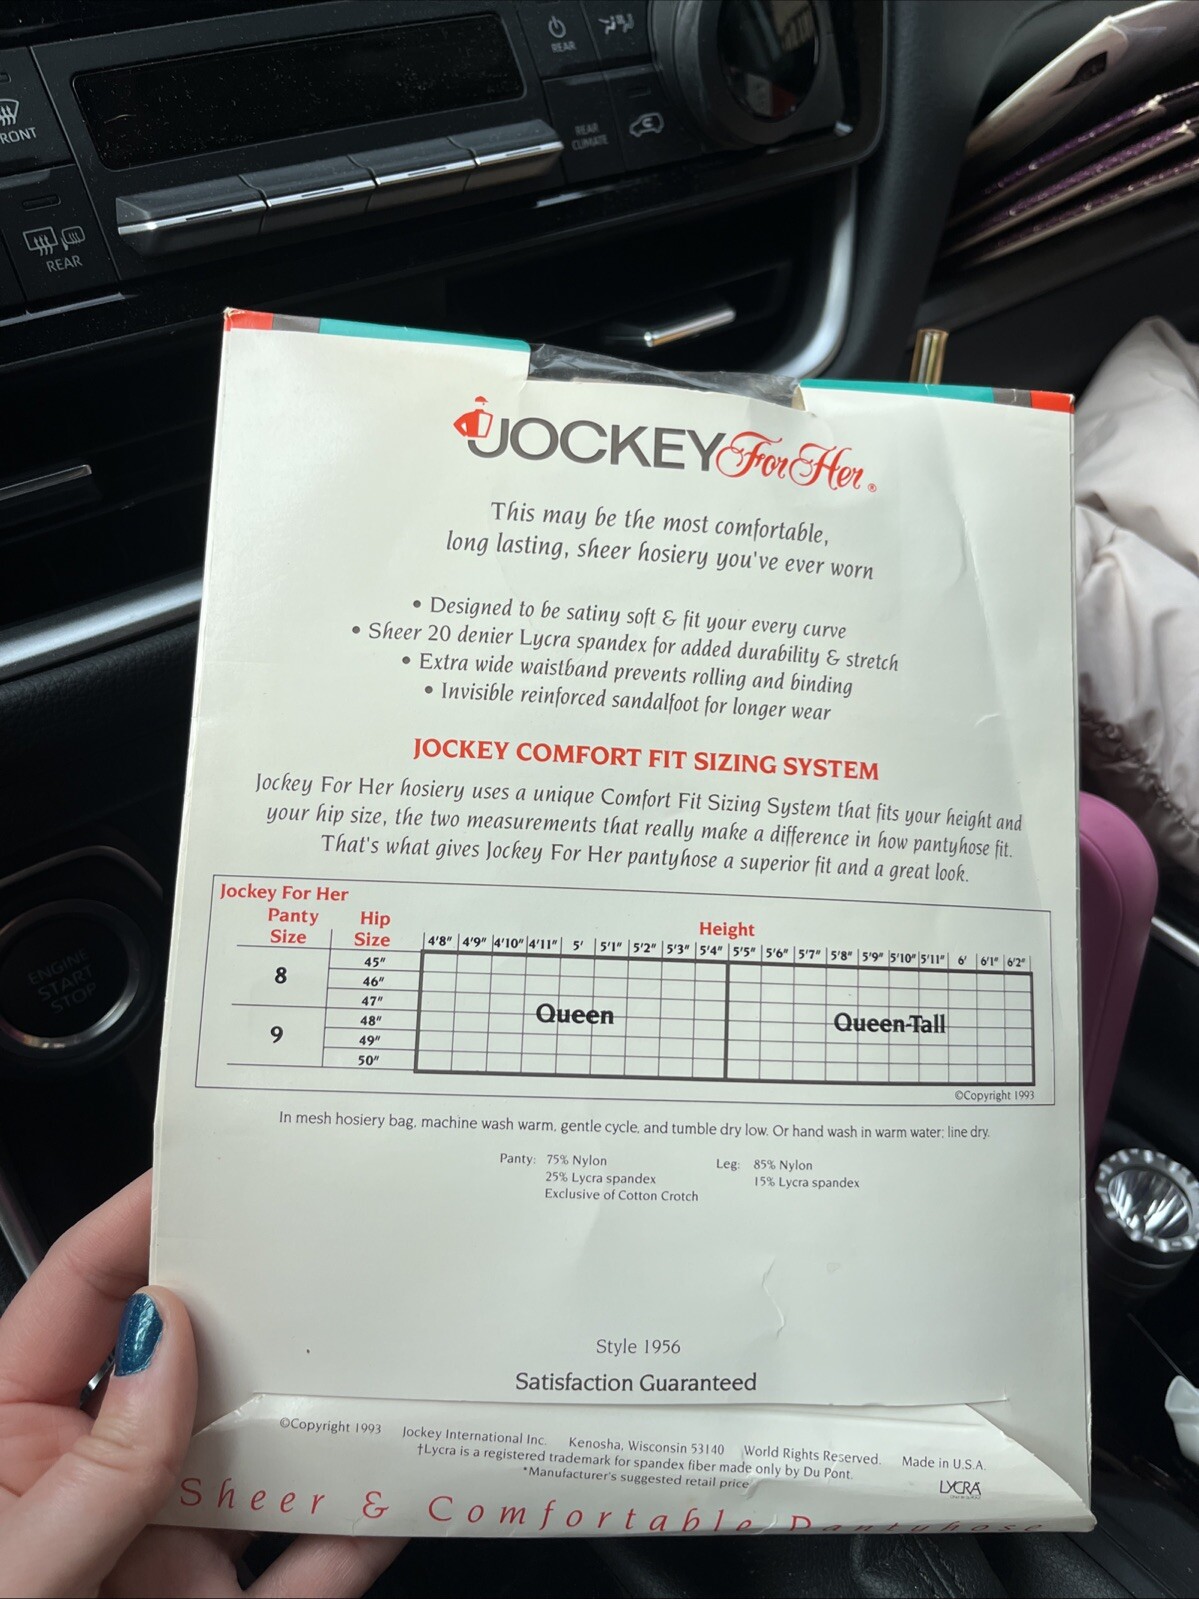 FRONT
REAR
REAR
REAR
CLIMATE
ENGINE
START
STOP
JOCKEY For Her®
This may be the most comfortable,
long lasting, sheer hosiery you've ever worn
• Designed to be satiny soft & fit your every curve
• Sheer 20 denier Lycra spandex for added durability & stretch
• Extra wide waistband prevents rolling and binding
• Invisible reinforced sandalfoot for longer wear
JOCKEY COMFORT FIT SIZING SYSTEM
Jockey For Her hosiery uses a unique Comfort Fit Sizing System that fits your height and
your hip size, the two measurements that really make a difference in how pantyhose fit.
That's what gives Jockey For Her pantyhose a superior fit and a great look.
Jockey For Her
Panty Size
Hip Size
Height
4'8" 4'9" 4'10" 4'11" 5' 5'1" 5'2" 5'3" 5'4" 5'5" 5'6" 5'7" 5'8" 5'9" 5'10" 5'11" 6' 6'1" 6'2"
8
45"
46"
47"
9
48"
49"
50"
Queen
Queen-Tall
©Copyright 1993
In mesh hosiery bag, machine wash warm, gentle cycle, and tumble dry low. Or hand wash in warm water; line dry.
Panty: 75% Nylon
25% Lycra spandex
Exclusive of Cotton Crotch
Leg: 85% Nylon
15% Lycra spandex
Style 1956
Satisfaction Guaranteed
©Copyright 1993 Jockey International Inc. Kenosha, Wisconsin 53140 World Rights Reserved. Made in U.S.A.
†Lycra is a registered trademark for spandex fiber made only by Du Pont.
*Manufacturer's suggested retail price
LYCRA
Sheer & Comfortable Pantyhose